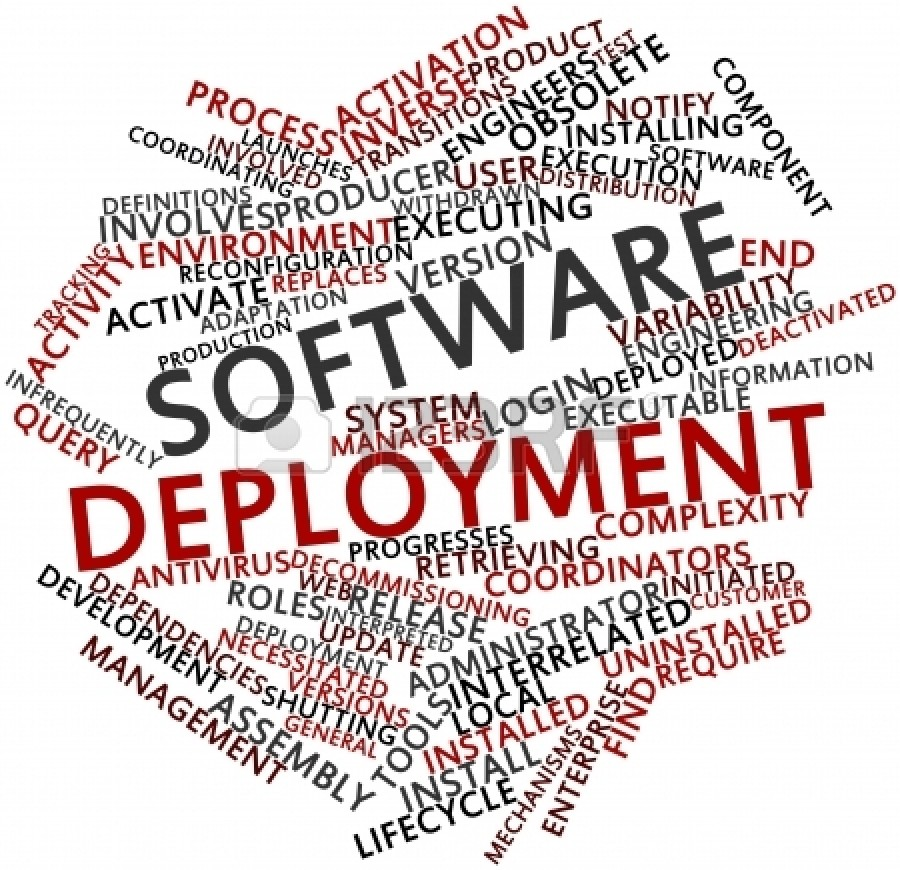 ACTIVATION
PRODUCT
TEST
PROCESS
INVERSE
ENGINEERS
OBSOLETE
COMPONENT
LAUNCHES
TRANSITIONS
NOTIFY
COORDINATING
INVOLVED
INSTALLING
SOFTWARE
EXECUTION
USER
DISTRIBUTION
DEFINITIONS
PRODUCER
WITHDRAWN
INVOLVES
EXECUTING
ENVIRONMENT
TRACKING
ACTIVITY
RECONFIGURATION
REPLACES
VERSION
SOFTWARE
END
ACTIVATE
ADAPTATION
VARIABILITY
PRODUCTION
ENGINEERING
DEACTIVATED
INFREQUENTLY
QUERY
DEPLOYED
INFORMATION
SYSTEM
LOGIN
EXECUTABLE
MANAGERS
123RF
DEPLOYMENT
COMPLEXITY
PROGRESSES
ANTIVIRUS
DECOMMISSIONING
RETRIEVING
COORDINATORS
DEVELOPMENT
DEPENDENCIES
ROLES
WEB
RELEASE
INITIATED
CUSTOMER
INTERPRETED
ADMINISTRATOR
DEPLOYMENT
UPDATE
INTERRELATED
UNINSTALLED
MANAGEMENT
NECESSITATED
REQUIRE
VERSIONS
SHUTTING
LOCAL
ASSEMBLY
GENERAL
TOOLS
INSTALLED
FIND
INSTALL
ENTERPRISE
MECHANISMS
LIFECYCLE